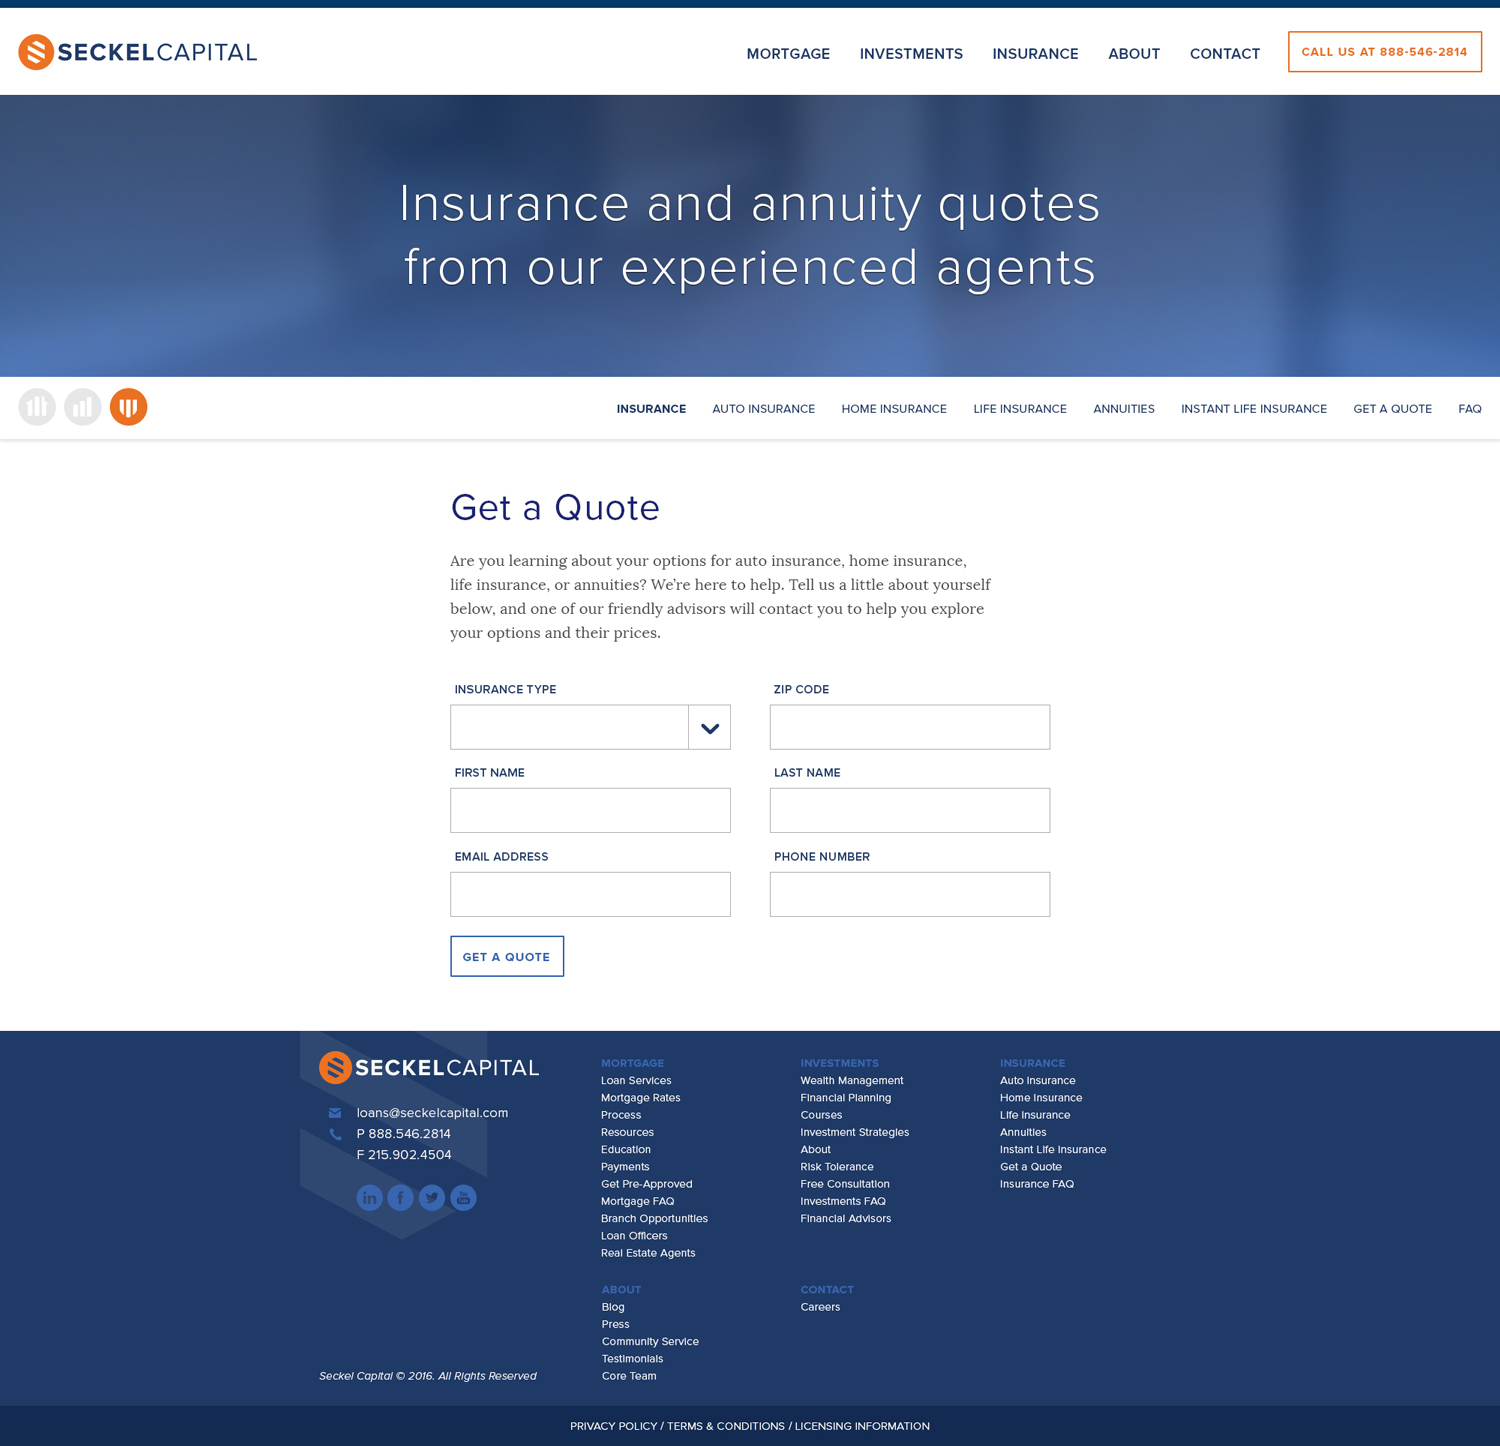 SECKELCAPITAL
MORTGAGE INVESTMENTS INSURANCE ABOUT CONTACT CALL US AT 888-546-2814
Insurance and annuity quotes
from our experienced agents
INSURANCE AUTO INSURANCE HOME INSURANCE LIFE INSURANCE ANNUITIES INSTANT LIFE INSURANCE GET A QUOTE FAQ
Get a Quote
Are you learning about your options for auto insurance, home insurance,
life insurance, or annuities? We’re here to help. Tell us a little about yourself
below, and one of our friendly advisors will contact you to help you explore
your options and their prices.
INSURANCE TYPE ZIP CODE
FIRST NAME LAST NAME
EMAIL ADDRESS PHONE NUMBER
GET A QUOTE
SECKELCAPITAL
loans@seckelcapital.com
P 888.546.2814
F 215.902.4504
in f You Tube
MORTGAGE
Loan Services
Mortgage Rates
Process
Resources
Education
Payments
Get Pre-Approved
Mortgage FAQ
Branch Opportunities
Loan Officers
Real Estate Agents
INVESTMENTS
Wealth Management
Financial Planning
Courses
Investment Strategies
About
Risk Tolerance
Free Consultation
Investments FAQ
Financial Advisors
INSURANCE
Auto Insurance
Home Insurance
Life Insurance
Annuities
Instant Life Insurance
Get a Quote
Insurance FAQ
ABOUT
Blog
Press
Community Service
Testimonials
Core Team
CONTACT
Careers
Seckel Capital © 2016. All Rights Reserved
PRIVACY POLICY / TERMS & CONDITIONS / LICENSING INFORMATION